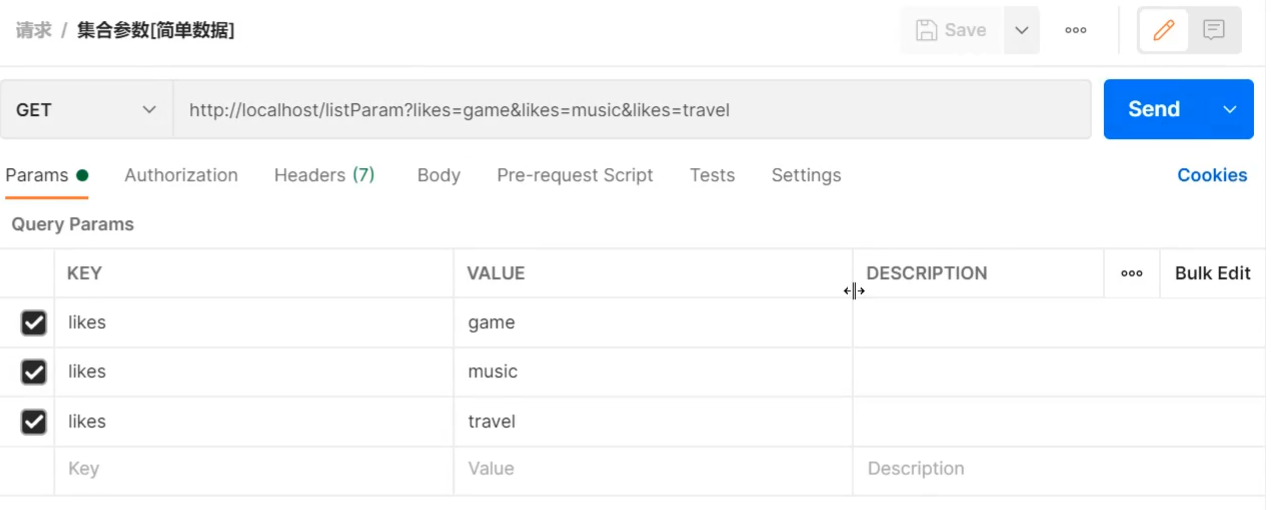 请求 / 集合参数[简单数据]
Save
GET http://localhost/listParam?likes=game&likes=music&likes=travel Send
Params Authorization Headers (7) Body Pre-request Script Tests Settings Cookies
Query Params
KEY VALUE DESCRIPTION Bulk Edit
likes game
likes music
likes travel
Key Value Description